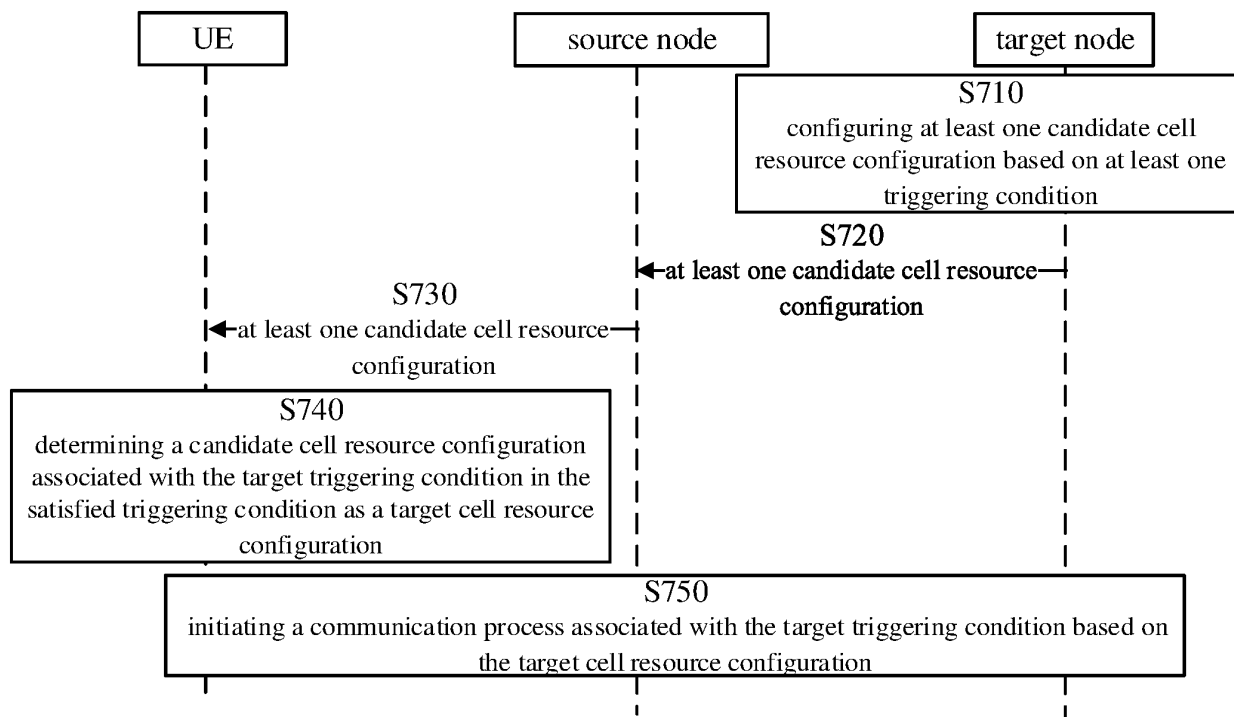 UE
source node
target node
S710
configuring at least one candidate cell
resource configuration based on at least one
triggering condition
S720
at least one candidate cell resource
configuration
S730
at least one candidate cell resource
configuration
S740
determining a candidate cell resource configuration
associated with the target triggering condition in the
satisfied triggering condition as a target cell resource
configuration
S750
initiating a communication process associated with the target triggering condition based on
the target cell resource configuration